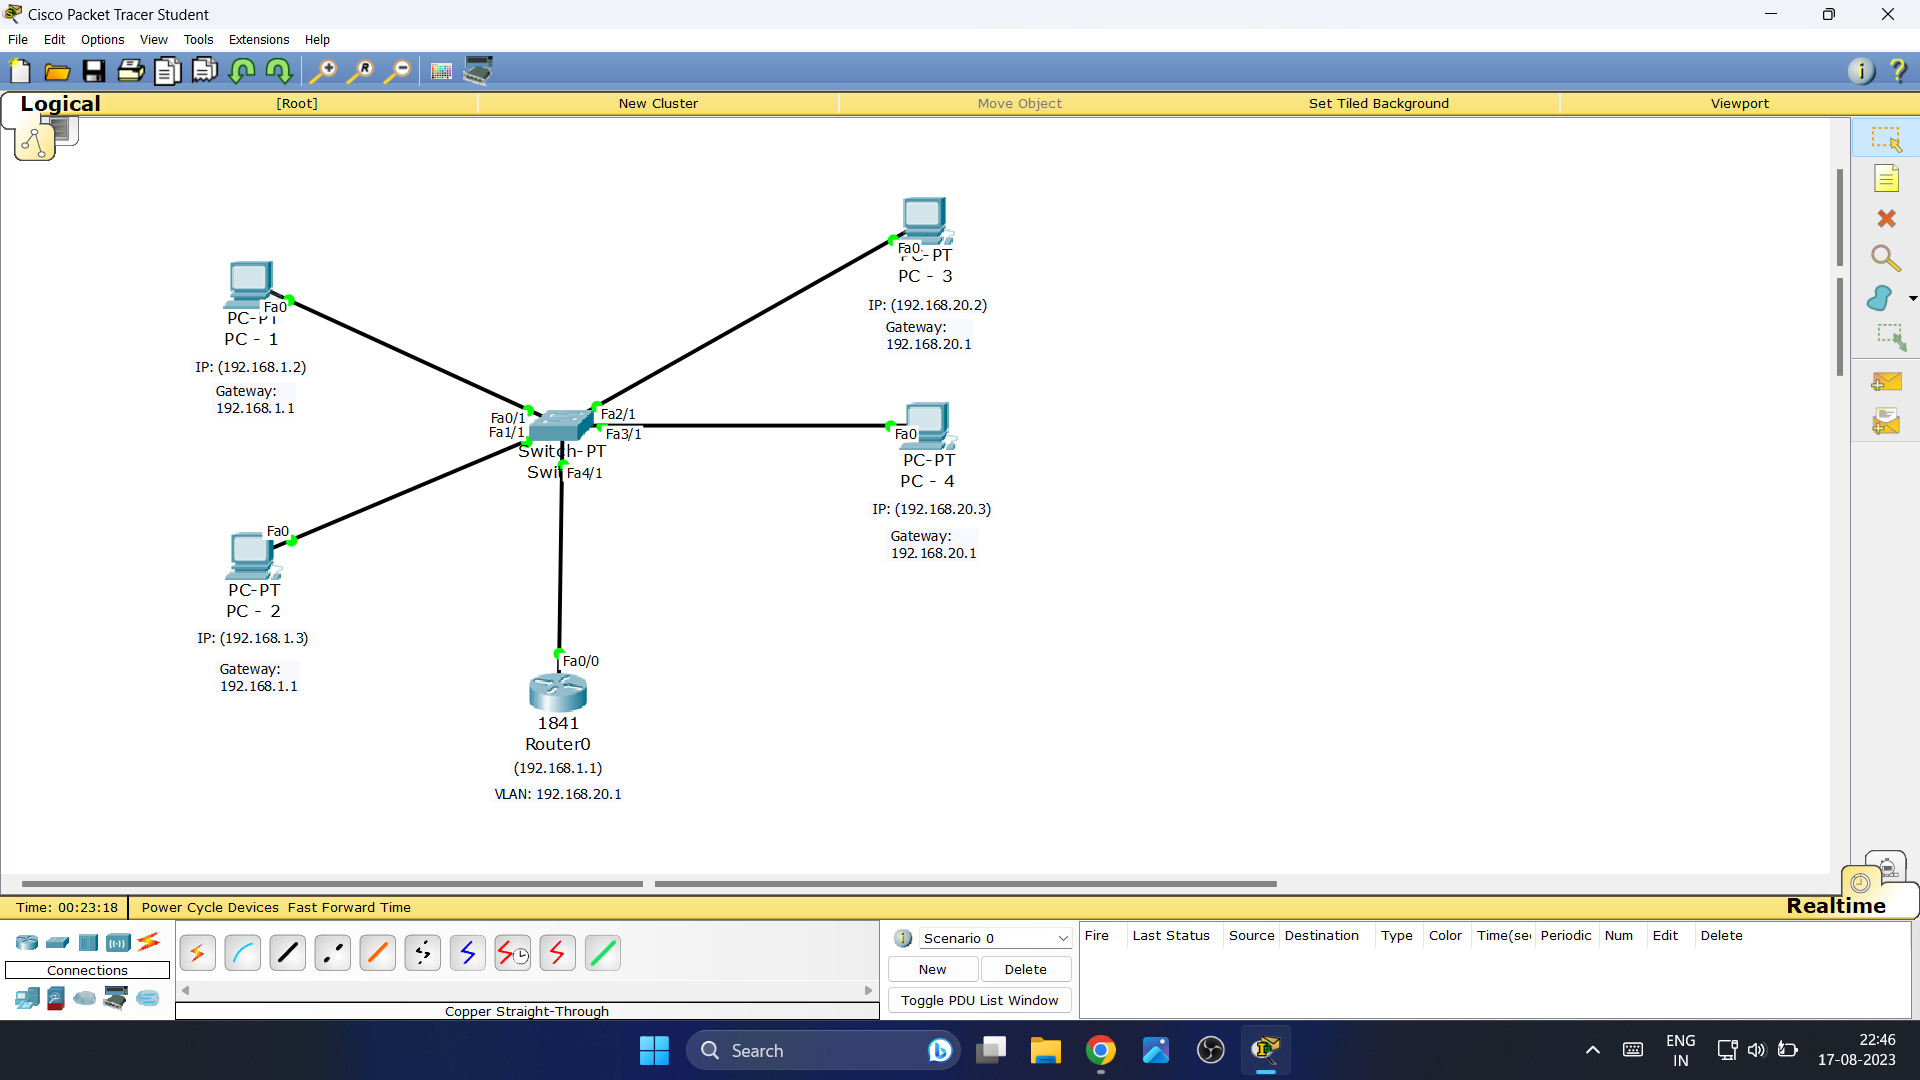 Cisco Packet Tracer Student
File Edit Options View Tools Extensions Help
Logical [Root] New Cluster Move Object Set Tiled Background Viewport
Fa0
PC-PT
PC - 3
IP: (192.168.20.2)
Gateway:
192.168.20.1
Fa0
PC-PT
PC - 1
IP: (192.168.1.2)
Gateway:
192.168.1.1
Fa0/1
Fa1/1
Fa2/1
Fa3/1
Switch-PT
Swit
Fa4/1
Fa0
PC-PT
PC - 4
IP: (192.168.20.3)
Gateway:
192.168.20.1
Fa0
PC-PT
PC - 2
IP: (192.168.1.3)
Gateway:
192.168.1.1
Fa0/0
1841
Router0
(192.168.1.1)
VLAN: 192.168.20.1
Time: 00:23:18 Power Cycle Devices Fast Forward Time Realtime
Connections
Copper Straight-Through
Scenario 0
New Delete
Toggle PDU List Window
Fire Last Status Source Destination Type Color Time(sec Periodic Num Edit Delete
Search
ENG
IN
22:46
17-08-2023